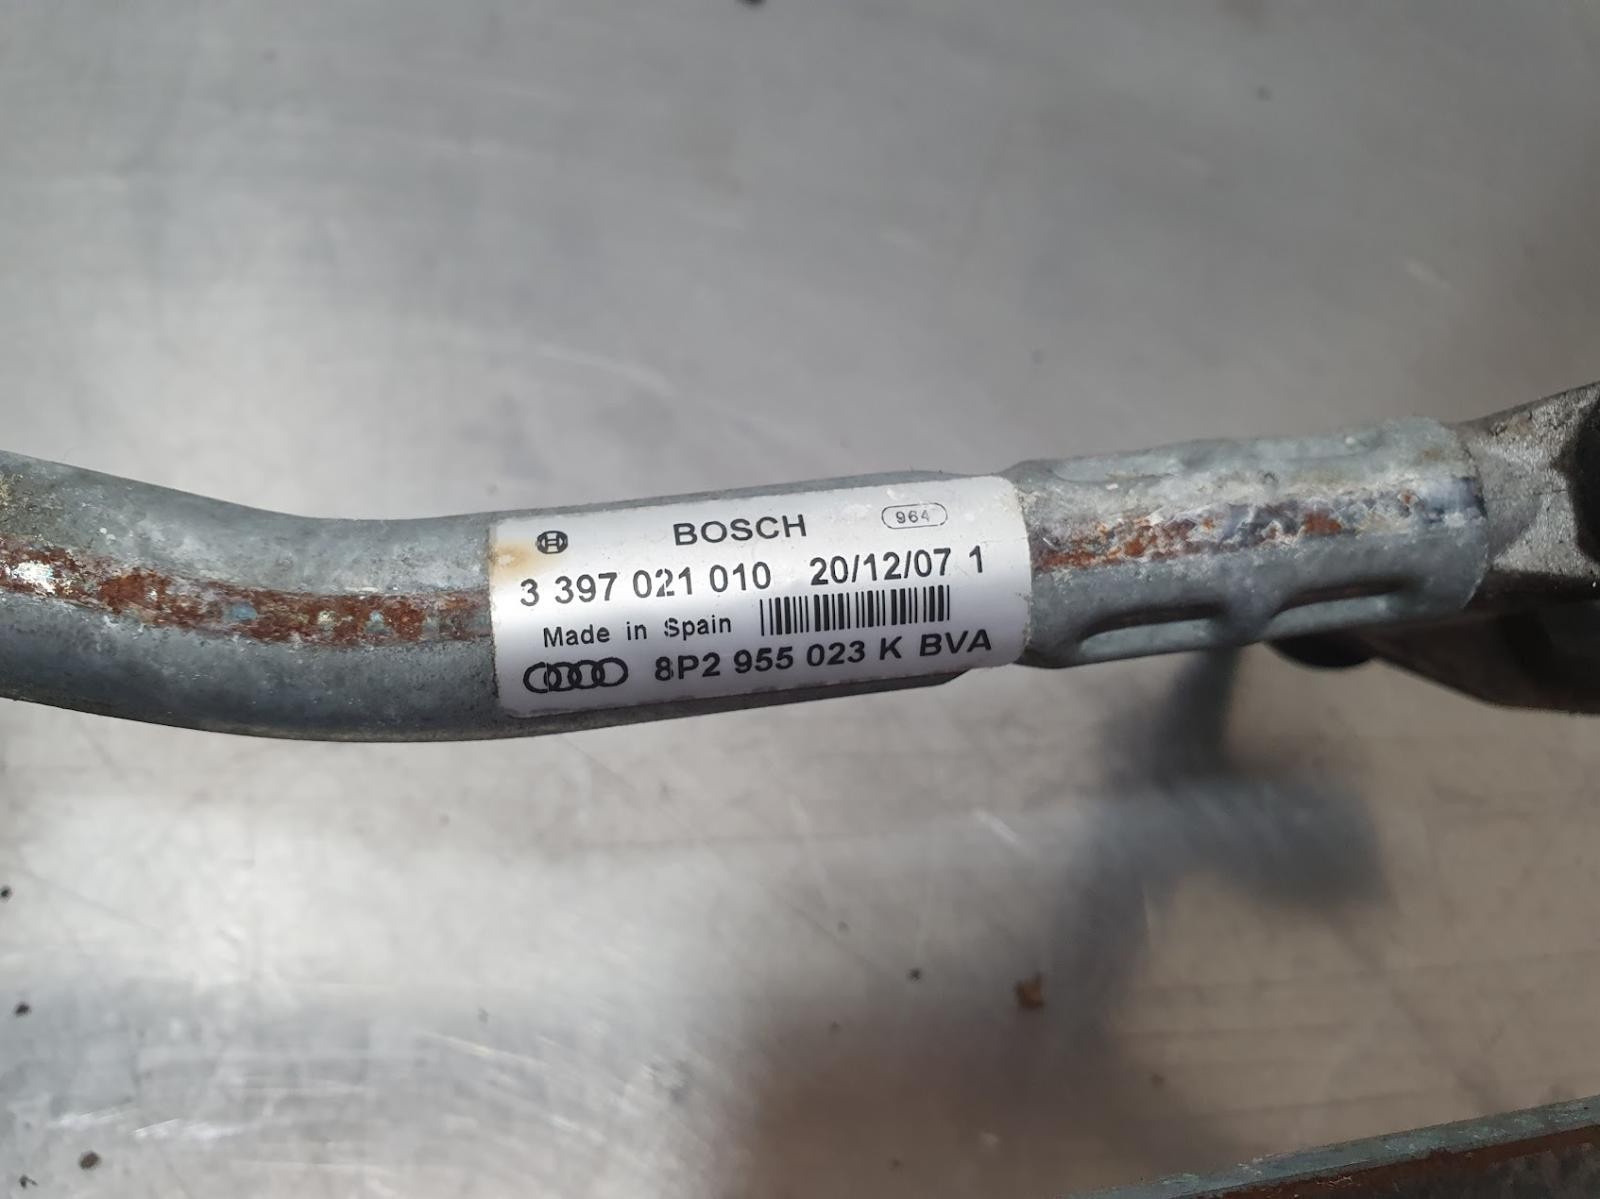 BOSCH 964
3 397 021 010 20/12/07 1
Made in Spain
8P2 955 023 K BVA